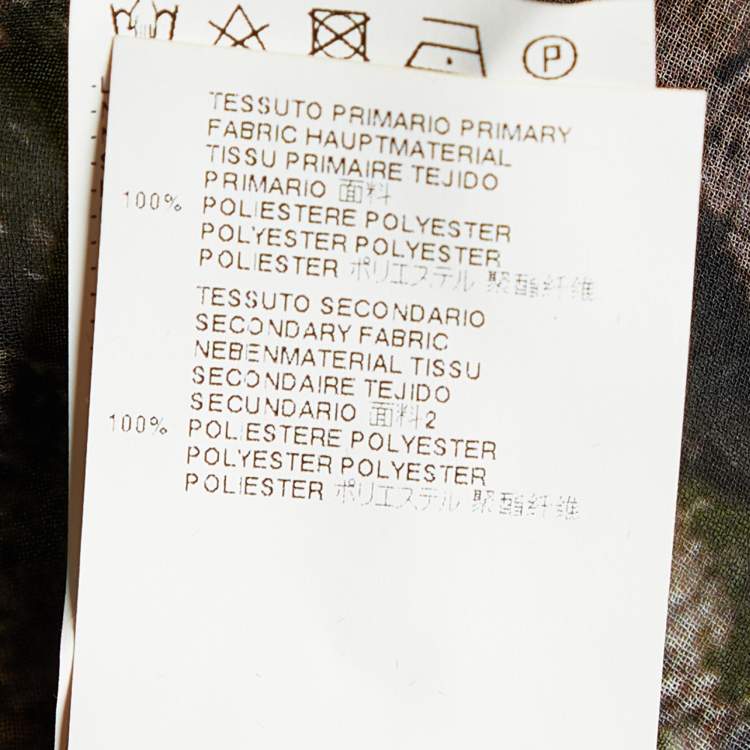 P
TESSUTO PRIMARIO PRIMARY
FABRIC HAUPTMATERIAL
TISSU PRIMAIRE TEJIDO
PRIMARIO 面料
100% POLIESTERE POLYESTER
POLYESTER POLYESTER
POLIESTER ポリエステル 聚酯纤维
TESSUTO SECONDARIO
SECONDARY FABRIC
NEBENMATERIAL TISSU
SECONDAIRE TEJIDO
SECUNDARIO 面料2
100% POLIESTERE POLYESTER
POLYESTER POLYESTER
POLIESTER ポリエステル 聚酯纤维